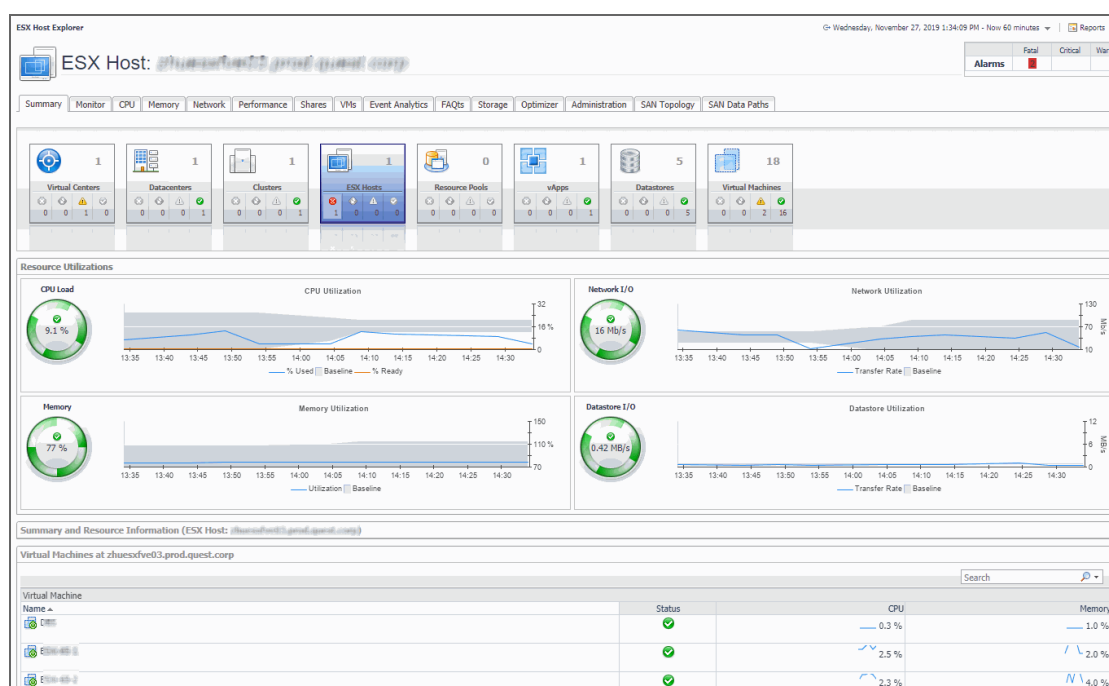 ESX Host Explorer
Wednesday, November 27, 2019 1:34:09 PM - Now 60 minutes | Reports
ESX Host:
Fatal Critical War
Alarms 2
Summary Monitor CPU Memory Network Performance Shares VMs Event Analytics FAQts Storage Optimizer Administration SAN Topology SAN Data Paths
1 1 1 1 0 1 5 18
Virtual Centers Datacenters Clusters ESX Hosts Resource Pools vApps Datastores Virtual Machines
0 0 1 0 0 0 0 1 0 0 0 1 1 0 0 0 0 0 0 0 0 0 0 1 0 0 0 5 0 0 2 16
Resource Utilizations
CPU Load
CPU Utilization
9.1 %
32
16 %
0
13:35 13:40 13:45 13:50 13:55 14:00 14:05 14:10 14:15 14:20 14:25 14:30
% Used Baseline % Ready
Network I/O
Network Utilization
16 Mb/s
130
70
10
Mb/s
13:35 13:40 13:45 13:50 13:55 14:00 14:05 14:10 14:15 14:20 14:25 14:30
Transfer Rate Baseline
Memory
Memory Utilization
77 %
150
110 %
70
13:35 13:40 13:45 13:50 13:55 14:00 14:05 14:10 14:15 14:20 14:25 14:30
Utilization Baseline
Datastore I/O
Datastore Utilization
0.42 MB/s
12
6
0
MB/s
13:35 13:40 13:45 13:50 13:55 14:00 14:05 14:10 14:15 14:20 14:25 14:30
Transfer Rate Baseline
Summary and Resource Information (ESX Host: )
Virtual Machines at zhuesxfve03.prod.quest.corp
Search
Virtual Machine
Name Status CPU Memory
0.3 % 1.0 %
2.5 % 2.0 %
2.3 % 4.0 %